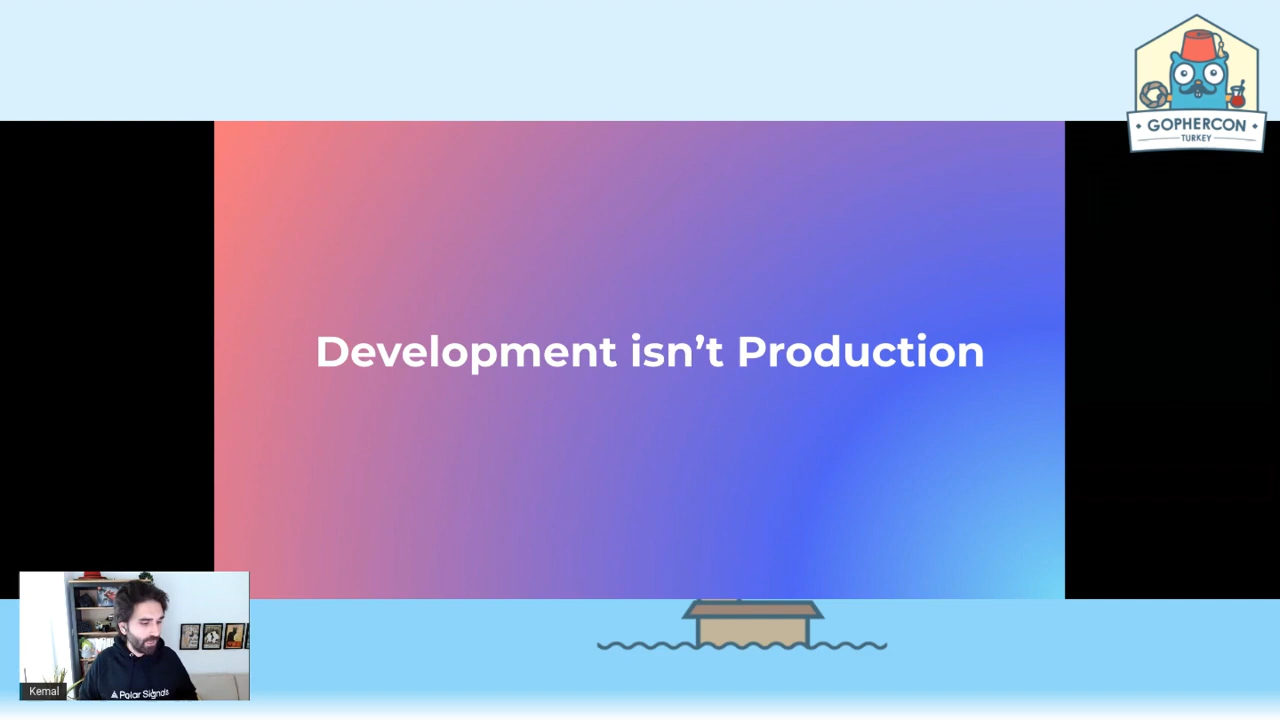 GOPHERCON
TURKEY
Development isn’t Production
Polar Signals
Kemal